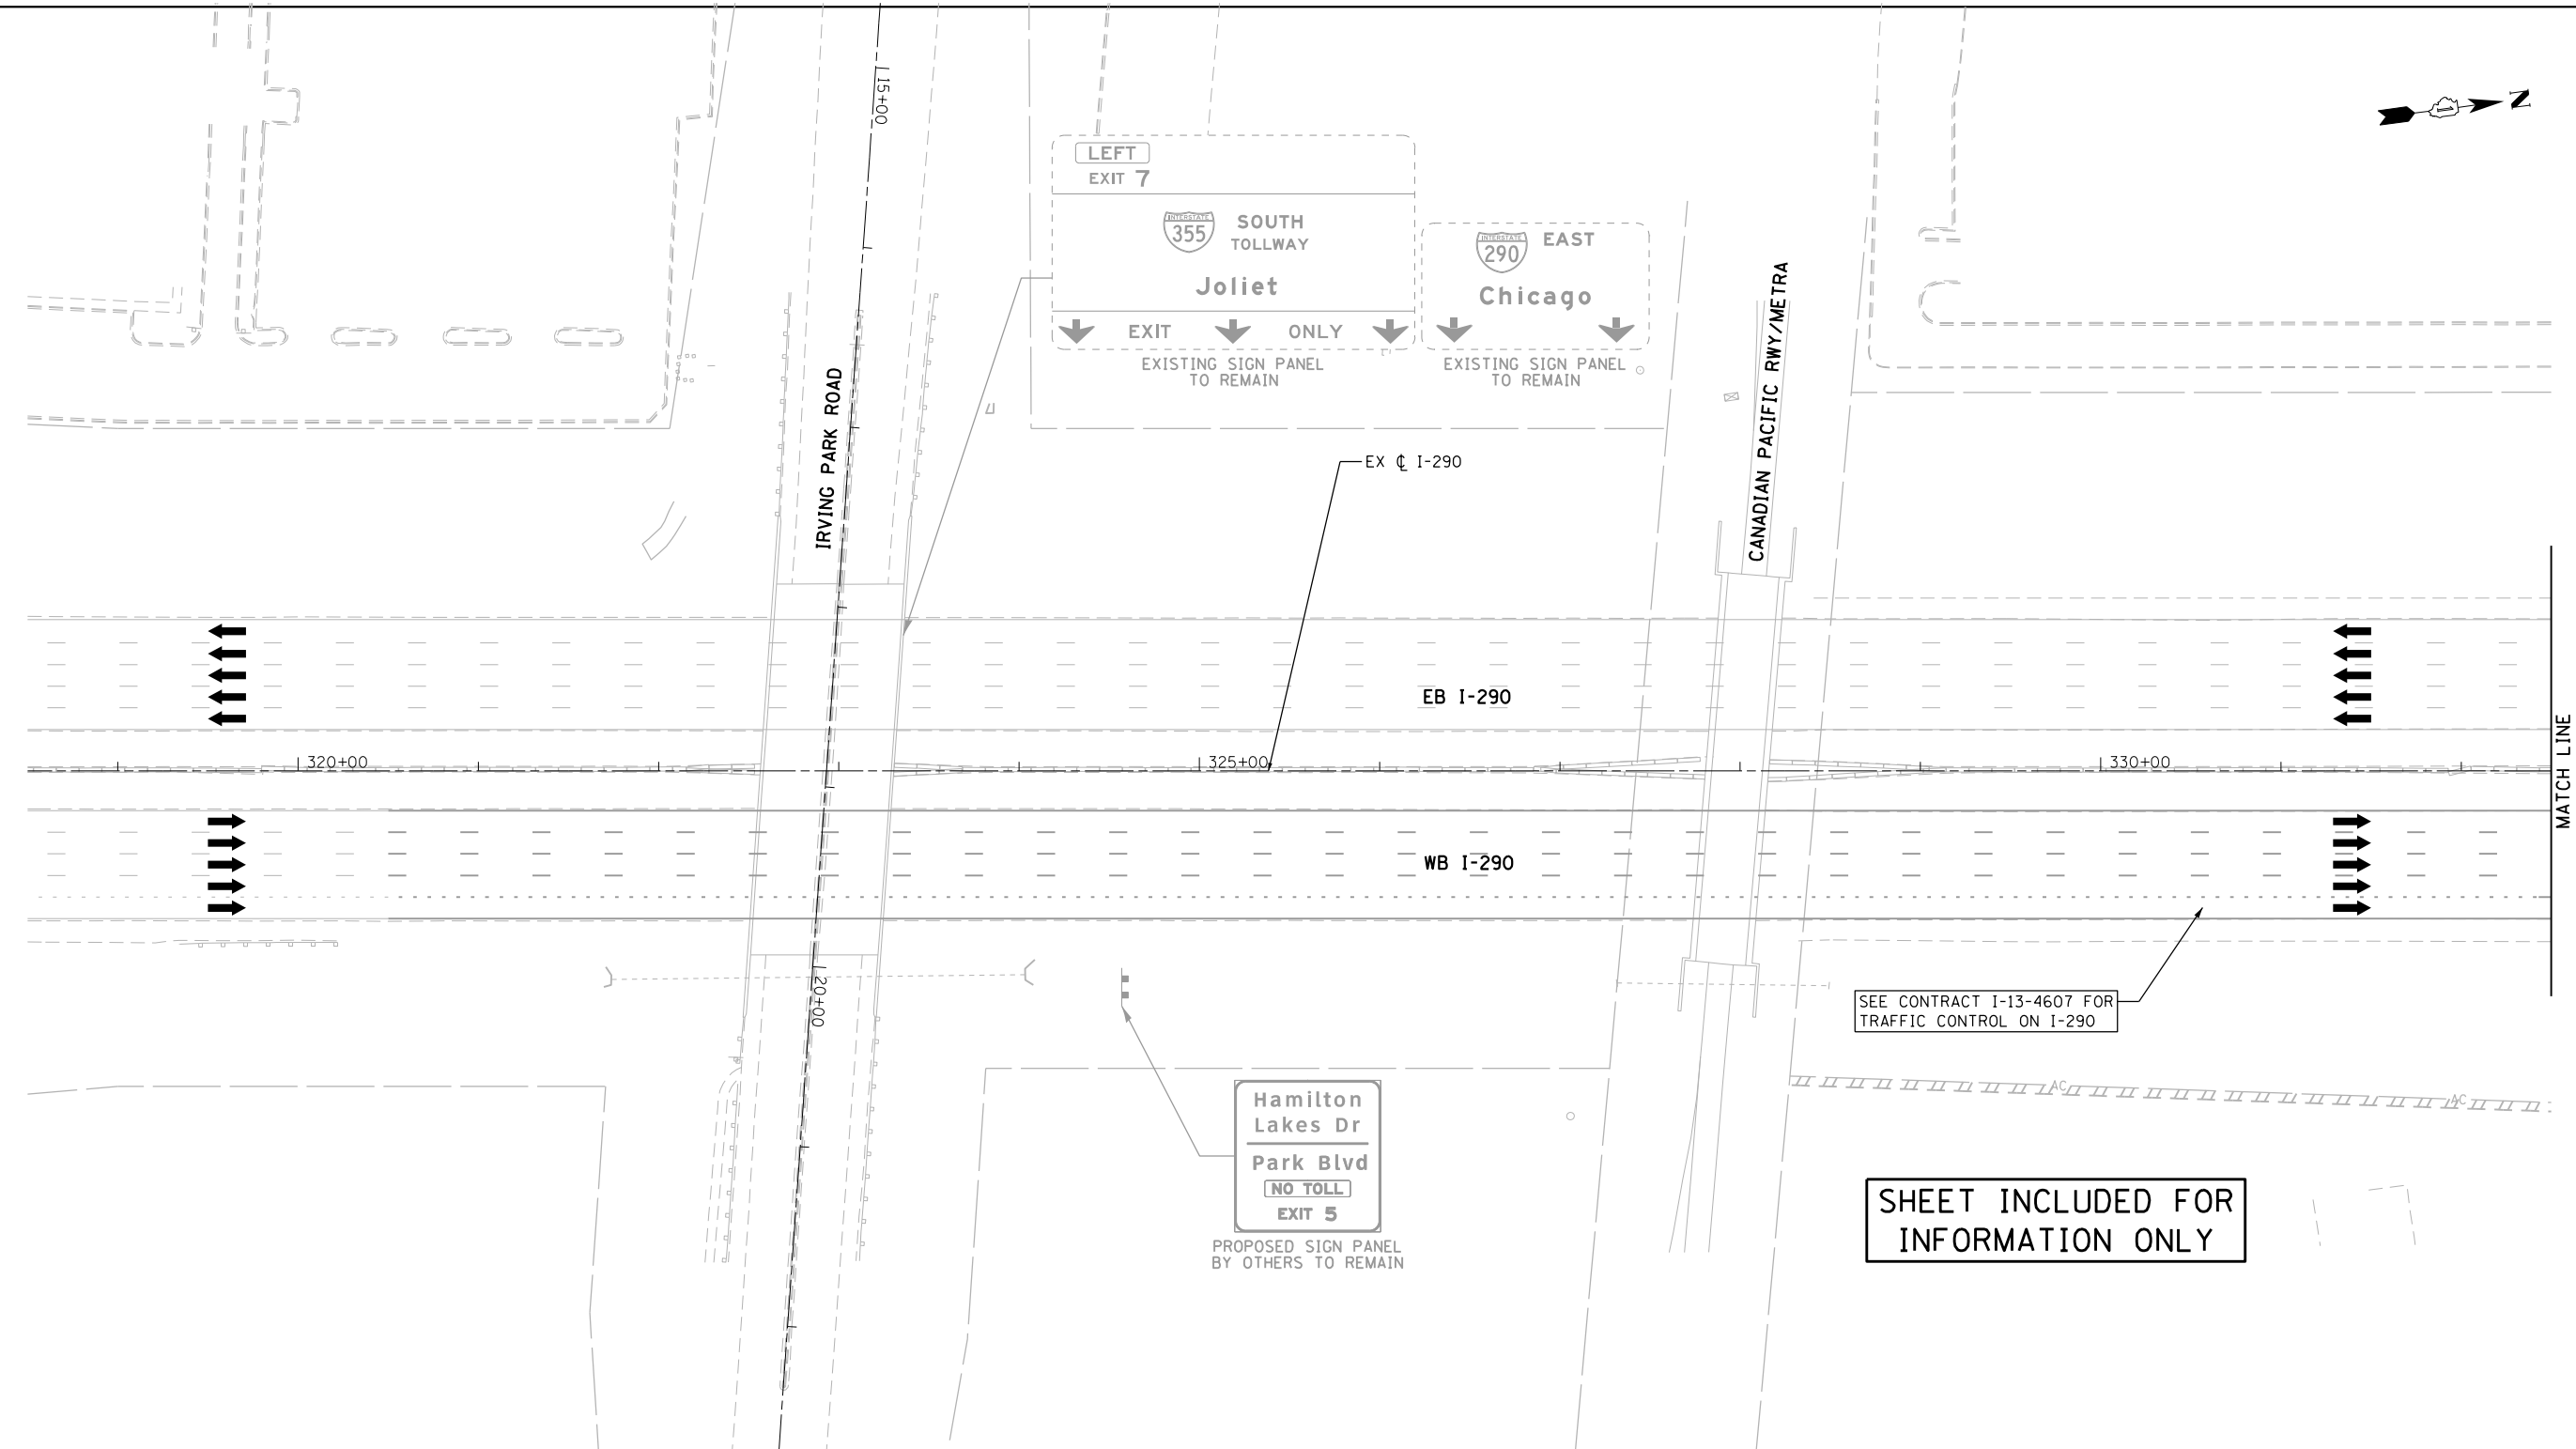 N
15+00
LEFT
EXIT 7
INTERSTATE
355
SOUTH
TOLLWAY
Joliet
EXIT ONLY
EXISTING SIGN PANEL
TO REMAIN
INTERSTATE
290
EAST
Chicago
EXISTING SIGN PANEL
TO REMAIN
IRVING PARK ROAD
CANADIAN PACIFIC RWY/METRA
EX ℄ I-290
EB I-290
320+00
325+00
330+00
MATCH LINE
WB I-290
20+00
SEE CONTRACT I-13-4607 FOR
TRAFFIC CONTROL ON I-290
AC
AC
Hamilton
Lakes Dr
Park Blvd
NO TOLL
EXIT 5
PROPOSED SIGN PANEL
BY OTHERS TO REMAIN
SHEET INCLUDED FOR
INFORMATION ONLY